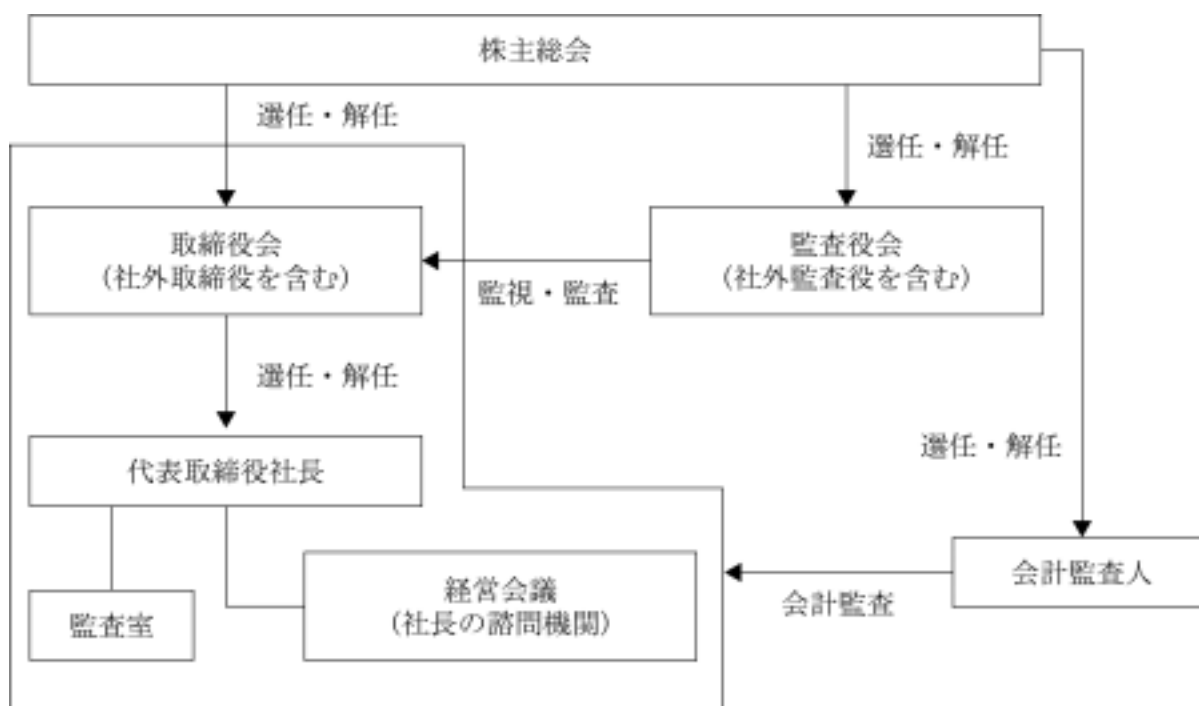 株主総会
選任・解任
選任・解任
取締役会
（社外取締役を含む）
監査役会
（社外監査役を含む）
監視・監査
選任・解任
代表取締役社長
選任・解任
会計監査人
経営会議
（社長の諮問機関）
会計監査
監査室